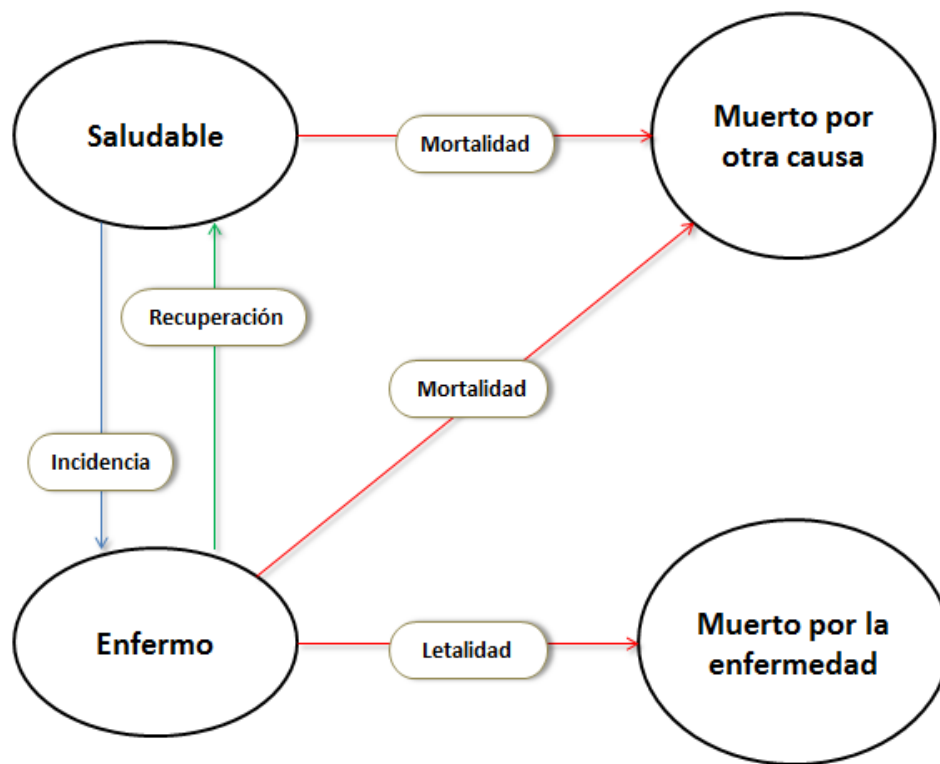 Saludable
Mortalidad
Muerto por
otra causa
Recuperación
Mortalidad
Incidencia
Enfermo
Letalidad
Muerto por la
enfermedad